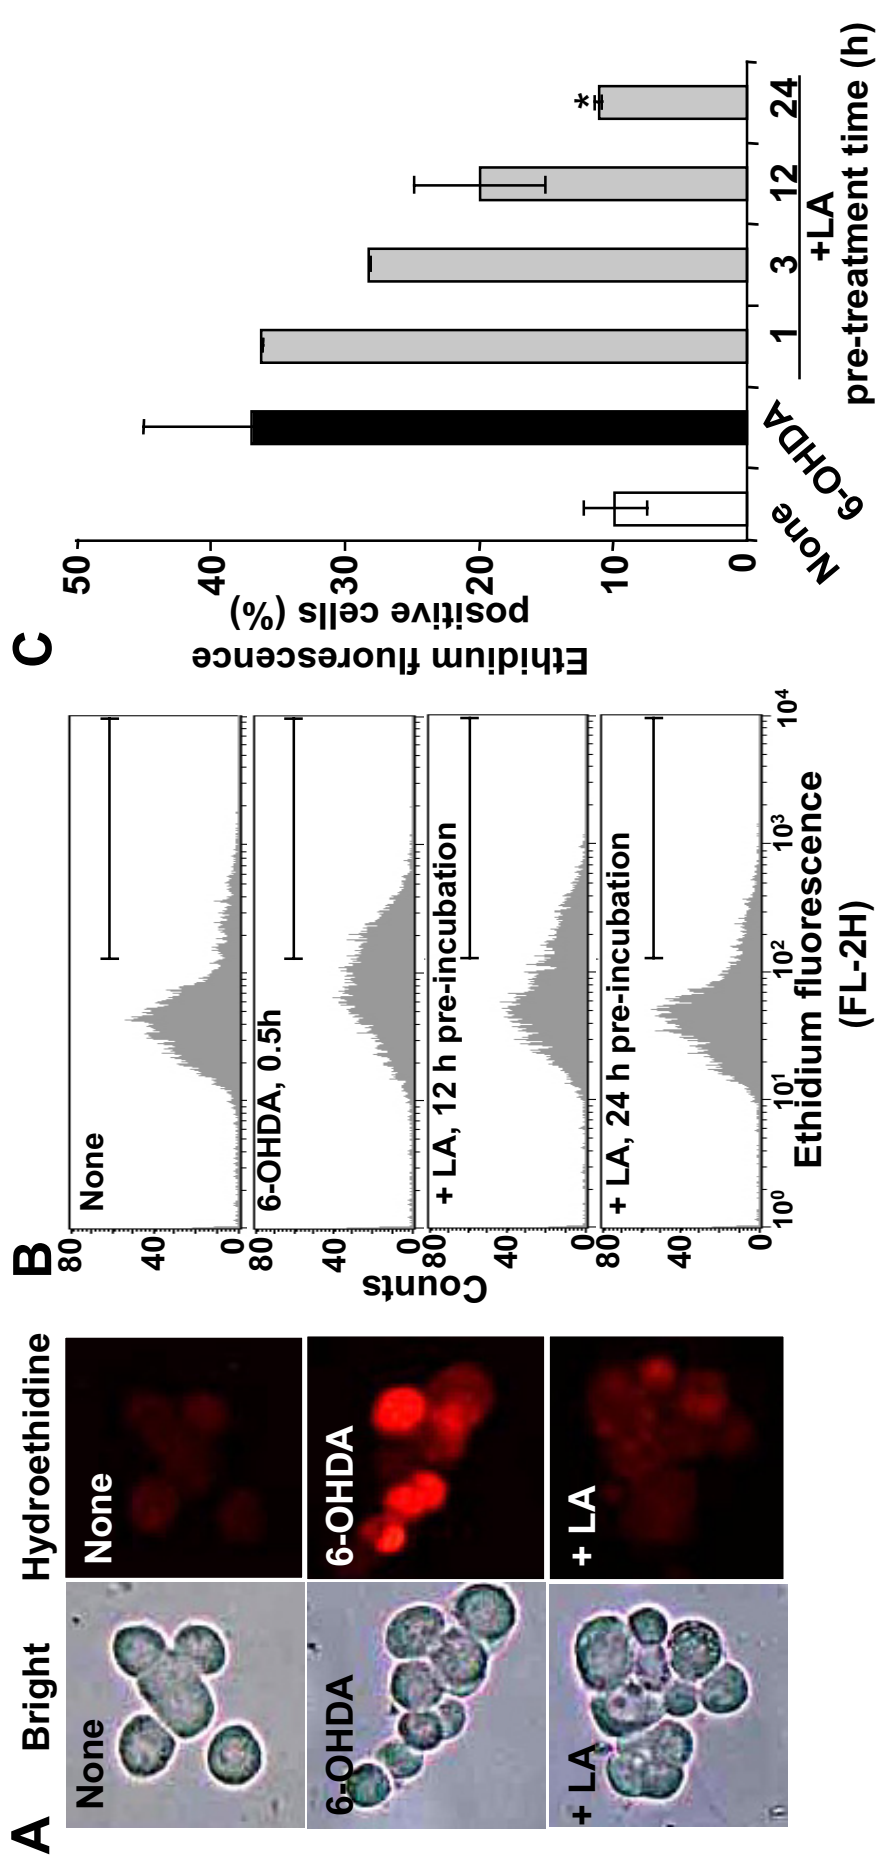 A
Bright
Hydroethidine
None
None
6-OHDA
6-OHDA
+ LA
+ LA
B
Counts
80
40
0
None
80
40
0
6-OHDA, 0.5h
80
40
0
+ LA, 12 h pre-incubation
80
40
0
+ LA, 24 h pre-incubation
10⁰ 10¹ 10² 10³ 10⁴
Ethidium fluorescence
(FL-2H)
C
Ethidium fluorescence
positive cells (%)
50
40
30
20
10
0
*
None 6-OHDA 1 3 12 24
+LA
pre-treatment time (h)